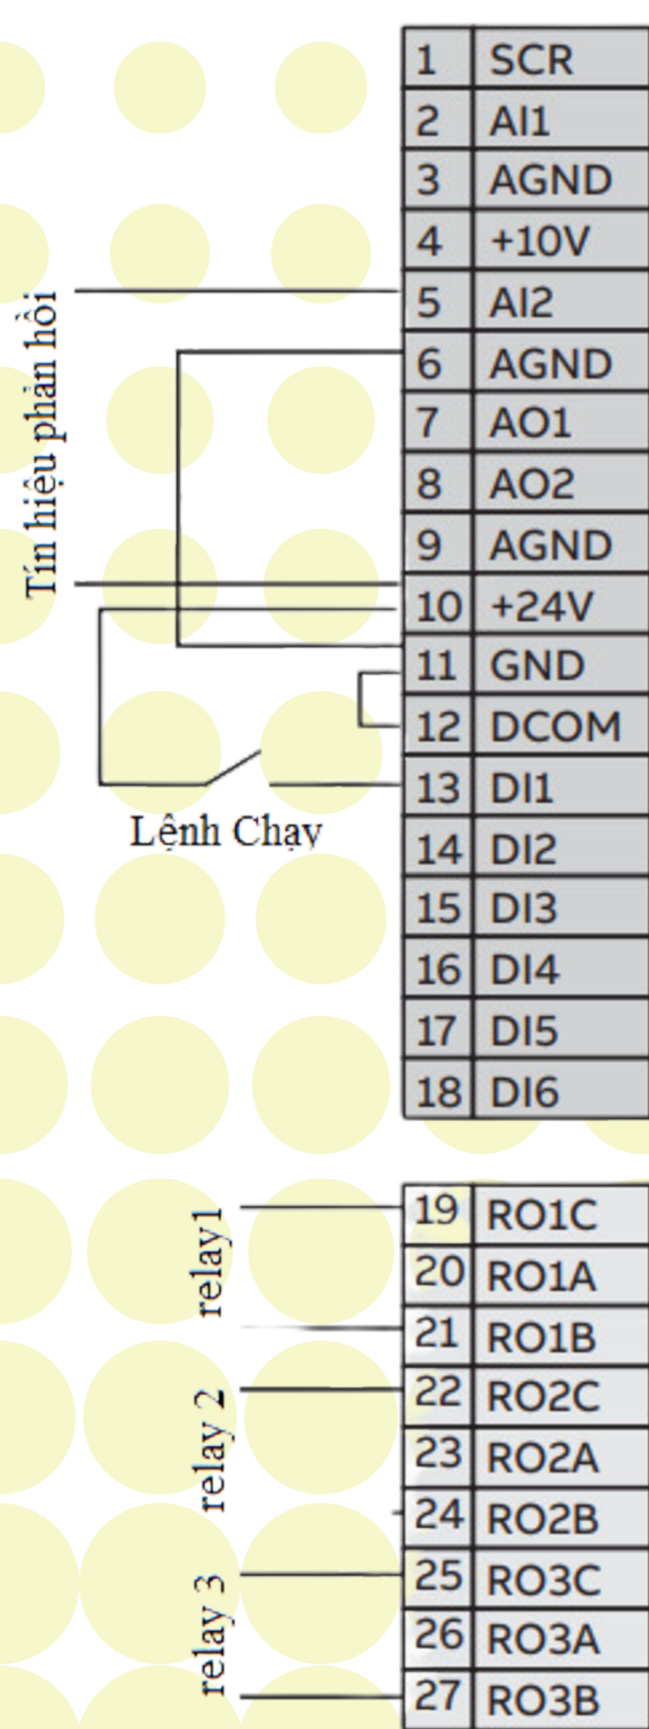 1 SCR
2 AI1
3 AGND
4 +10V
5 AI2
6 AGND
7 AO1
8 AO2
9 AGND
10 +24V
11 GND
12 DCOM
13 DI1
14 DI2
15 DI3
16 DI4
17 DI5
18 DI6
Tín hiệu phản hồi
Lệnh Chạy
19 RO1C
20 RO1A
21 RO1B
22 RO2C
23 RO2A
24 RO2B
25 RO3C
26 RO3A
27 RO3B
relay1
relay 2
relay 3